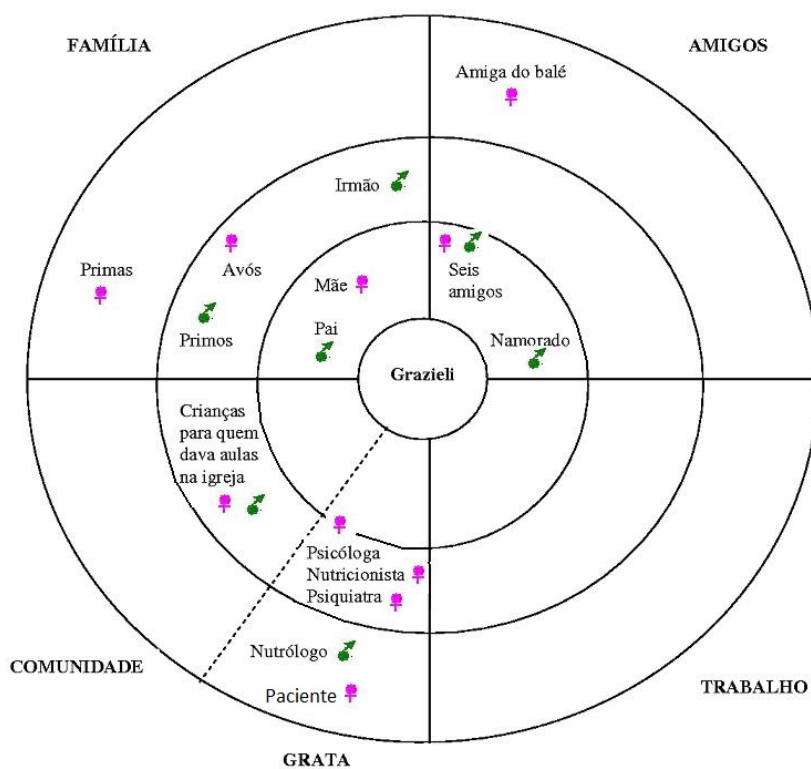 FAMÍLIA
AMIGOS
Amiga do balé
Irmão
Primas
Avós
Mãe
Seis
amigos
Primos
Pai
Namorado
Grazieli
Crianças
para quem
dava aulas
na igreja
Psicóloga
Nutricionista
Psiquiatra
Nutrólogo
Paciente
COMUNIDADE
TRABALHO
GRATA